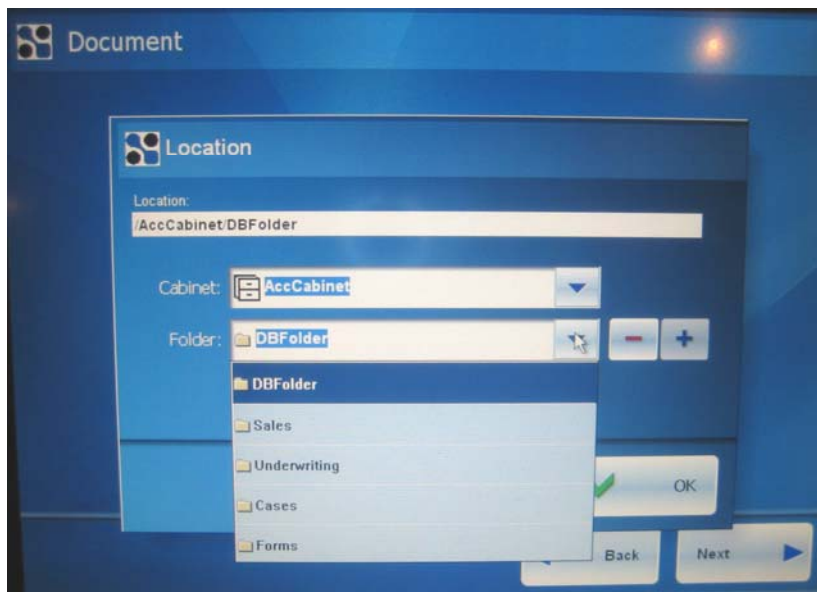 Document
Location
Location:
/AccCabinet/DBFolder
Cabinet: AccCabinet
Folder: DBFolder
DBFolder
Sales
Underwriting
Cases
Forms
OK
Back Next